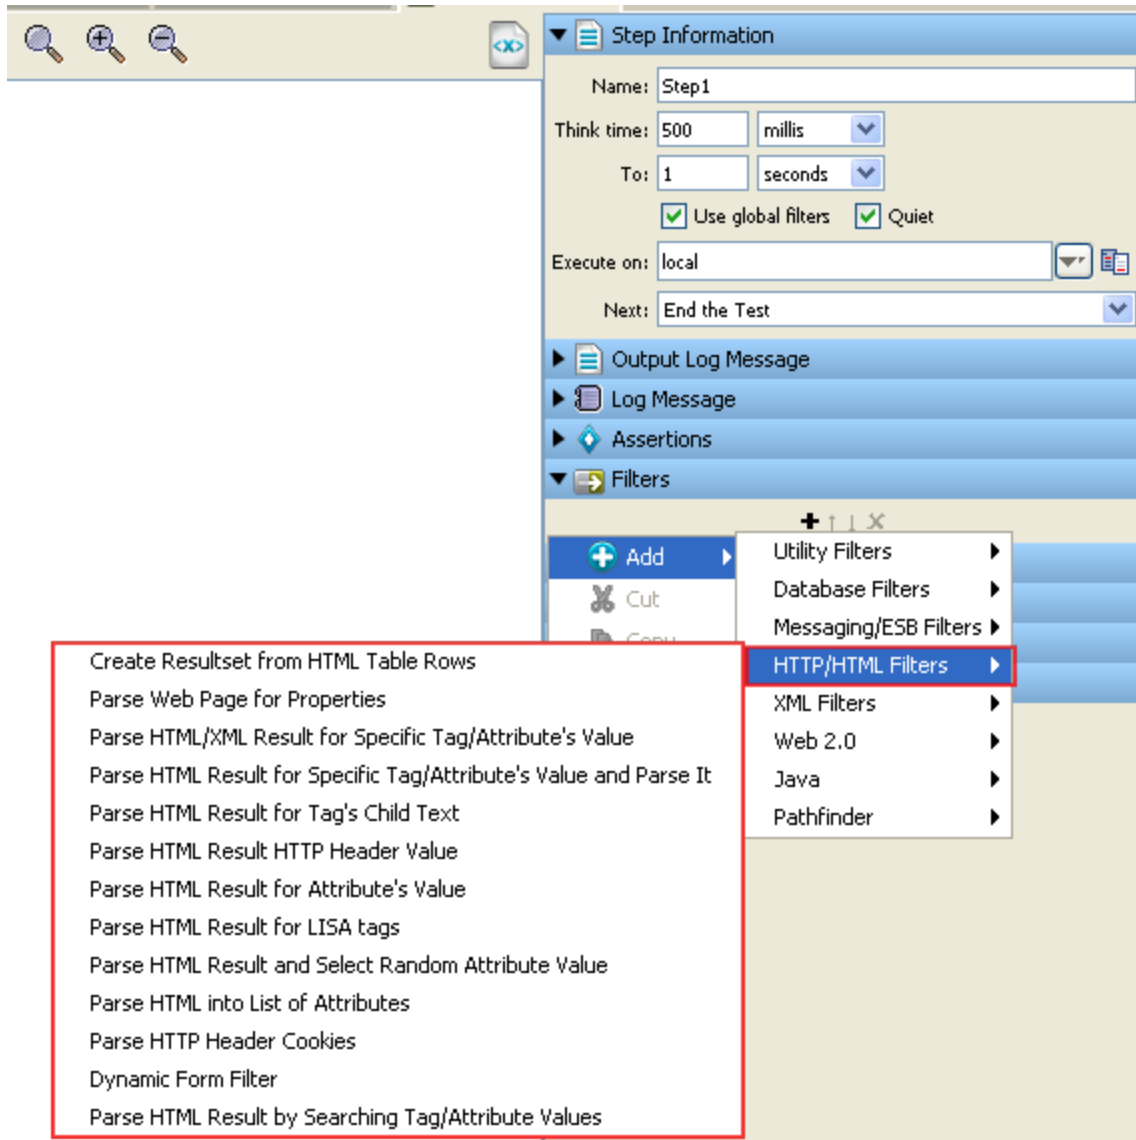 <x>
Step Information
Name: Step1
Think time: 500 millis
To: 1 seconds
Use global filters Quiet
Execute on: local
Next: End the Test
Output Log Message
Log Message
Assertions
Filters
Add
Cut
Copy
Utility Filters
Database Filters
Messaging/ESB Filters
HTTP/HTML Filters
XML Filters
Web 2.0
Java
Pathfinder
Create Resultset from HTML Table Rows
Parse Web Page for Properties
Parse HTML/XML Result for Specific Tag/Attribute's Value
Parse HTML Result for Specific Tag/Attribute's Value and Parse It
Parse HTML Result for Tag's Child Text
Parse HTML Result HTTP Header Value
Parse HTML Result for Attribute's Value
Parse HTML Result for LISA tags
Parse HTML Result and Select Random Attribute Value
Parse HTML into List of Attributes
Parse HTTP Header Cookies
Dynamic Form Filter
Parse HTML Result by Searching Tag/Attribute Values